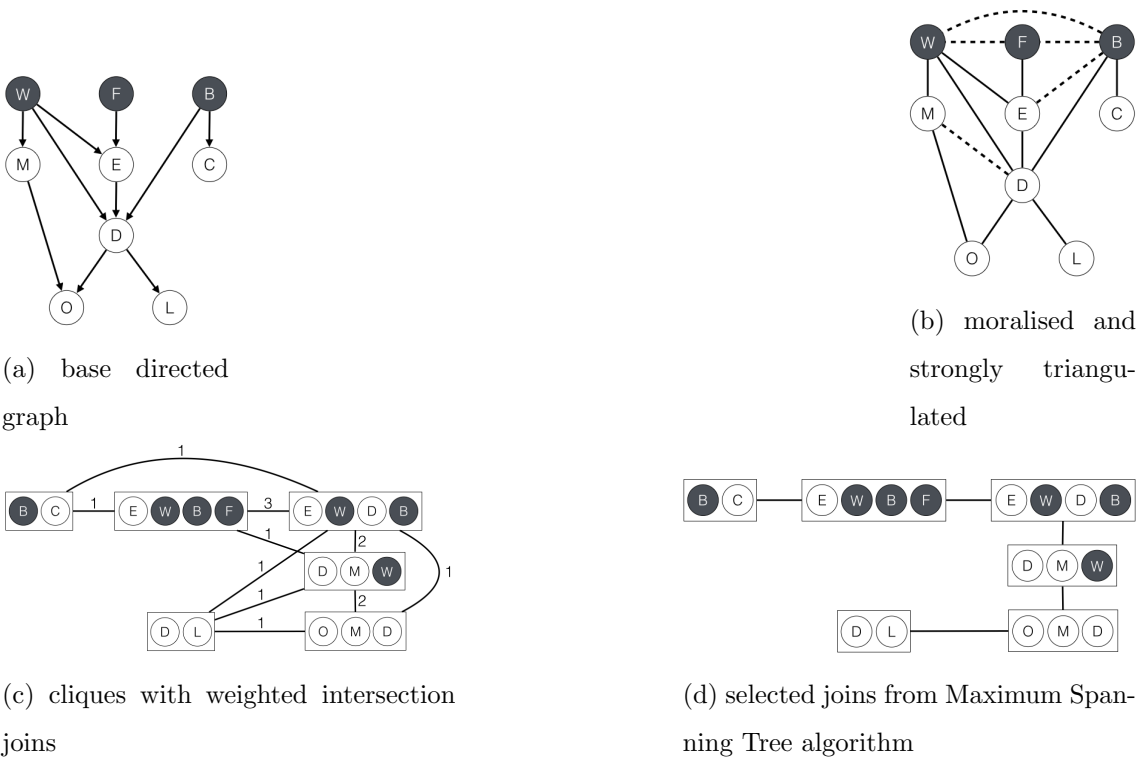 W F B
M E C
D
O L
(a) base directed
graph
W F B
M E C
D
O L
(b) moralised and
strongly triangu-
lated
1
B C 1 E W B F 3 E W D B
1 2
1 D M W 1
1 2
D L 1 O M D
(c) cliques with weighted intersection
joins
B C E W B F E W D B
D M W
D L O M D
(d) selected joins from Maximum Span-
ning Tree algorithm